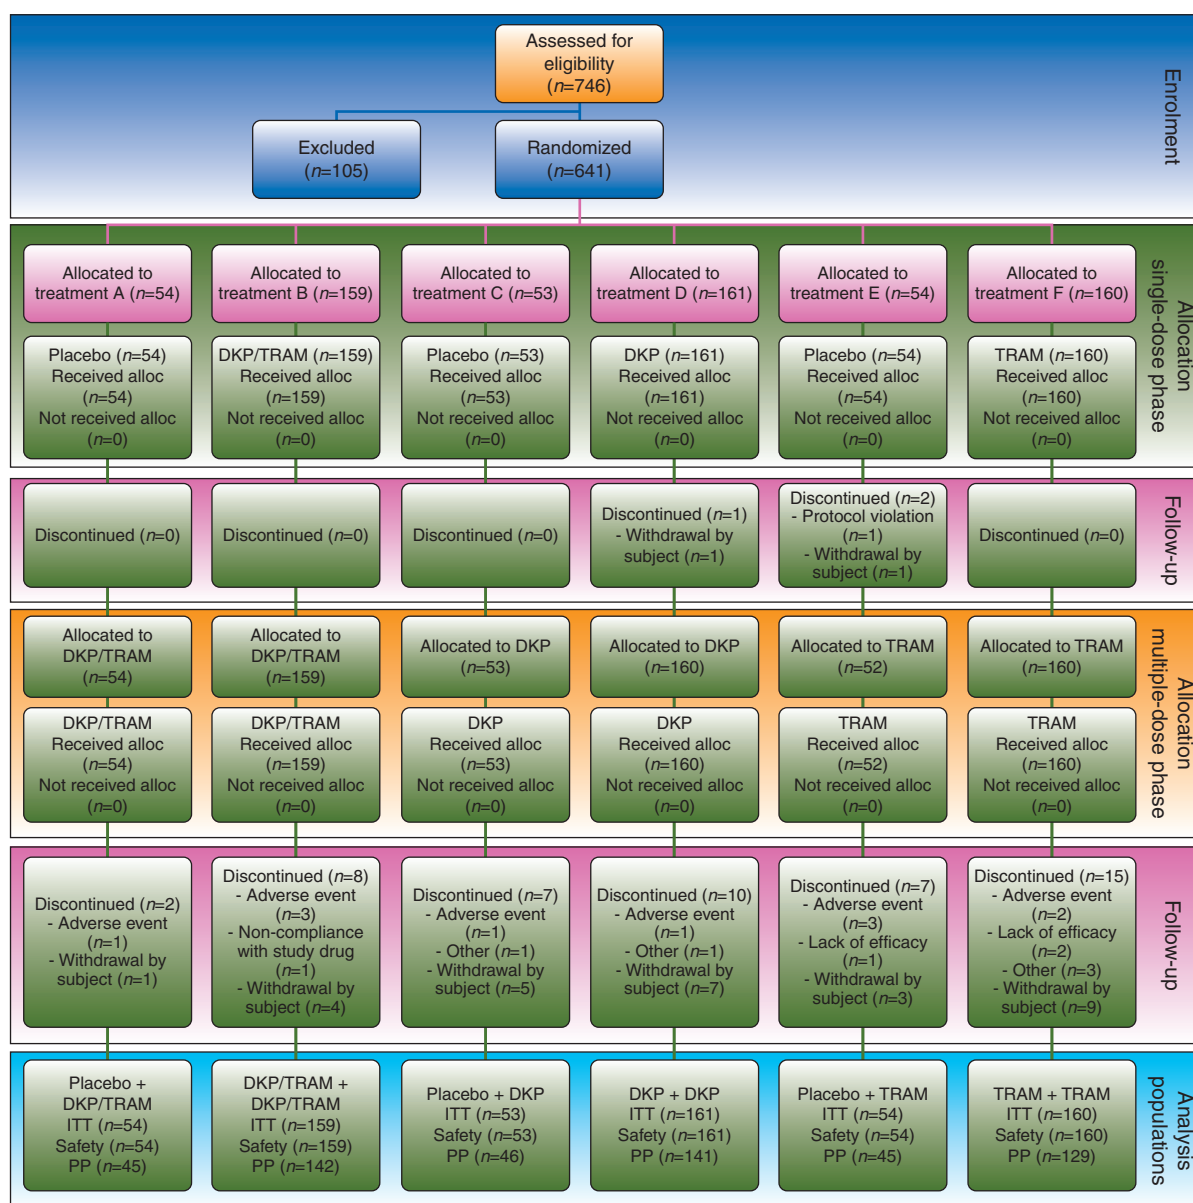 Assessed for
eligibility
(n=746)
Enrolment
Excluded
(n=105)
Randomized
(n=641)
Allocation
single-dose phase
Allocated to
treatment A (n=54)
Allocated to
treatment B (n=159)
Allocated to
treatment C (n=53)
Allocated to
treatment D (n=161)
Allocated to
treatment E (n=54)
Allocated to
treatment F (n=160)
Placebo (n=54)
Received alloc
(n=54)
Not received alloc
(n=0)
DKP/TRAM (n=159)
Received alloc
(n=159)
Not received alloc
(n=0)
Placebo (n=53)
Received alloc
(n=53)
Not received alloc
(n=0)
DKP (n=161)
Received alloc
(n=161)
Not received alloc
(n=0)
Placebo (n=54)
Received alloc
(n=54)
Not received alloc
(n=0)
TRAM (n=160)
Received alloc
(n=160)
Not received alloc
(n=0)
Follow-up
Discontinued (n=0)
Discontinued (n=0)
Discontinued (n=0)
Discontinued (n=1)
- Withdrawal by
subject (n=1)
Discontinued (n=2)
- Protocol violation
(n=1)
- Withdrawal by
subject (n=1)
Discontinued (n=0)
Allocation
multiple-dose phase
Allocated to
DKP/TRAM
(n=54)
Allocated to
DKP/TRAM
(n=159)
Allocated to DKP
(n=53)
Allocated to DKP
(n=160)
Allocated to TRAM
(n=52)
Allocated to TRAM
(n=160)
DKP/TRAM
Received alloc
(n=54)
Not received alloc
(n=0)
DKP/TRAM
Received alloc
(n=159)
Not received alloc
(n=0)
DKP
Received alloc
(n=53)
Not received alloc
(n=0)
DKP
Received alloc
(n=160)
Not received alloc
(n=0)
TRAM
Received alloc
(n=52)
Not received alloc
(n=0)
TRAM
Received alloc
(n=160)
Not received alloc
(n=0)
Follow-up
Discontinued (n=2)
- Adverse event
(n=1)
- Withdrawal by
subject (n=1)
Discontinued (n=8)
- Adverse event
(n=3)
- Non-compliance
with study drug
(n=1)
- Withdrawal by
subject (n=4)
Discontinued (n=7)
- Adverse event
(n=1)
- Other (n=1)
- Withdrawal by
subject (n=5)
Discontinued (n=10)
- Adverse event
(n=1)
- Other (n=1)
- Withdrawal by
subject (n=7)
Discontinued (n=7)
- Adverse event
(n=3)
- Lack of efficacy
(n=1)
- Withdrawal by
subject (n=3)
Discontinued (n=15)
- Adverse event
(n=2)
- Lack of efficacy
(n=2)
- Other (n=3)
- Withdrawal by
subject (n=9)
Analysis
populations
Placebo +
DKP/TRAM
ITT (n=54)
Safety (n=54)
PP (n=45)
DKP/TRAM +
DKP/TRAM
ITT (n=159)
Safety (n=159)
PP (n=142)
Placebo + DKP
ITT (n=53)
Safety (n=53)
PP (n=46)
DKP + DKP
ITT (n=161)
Safety (n=161)
PP (n=141)
Placebo + TRAM
ITT (n=54)
Safety (n=54)
PP (n=45)
TRAM + TRAM
ITT (n=160)
Safety (n=160)
PP (n=129)